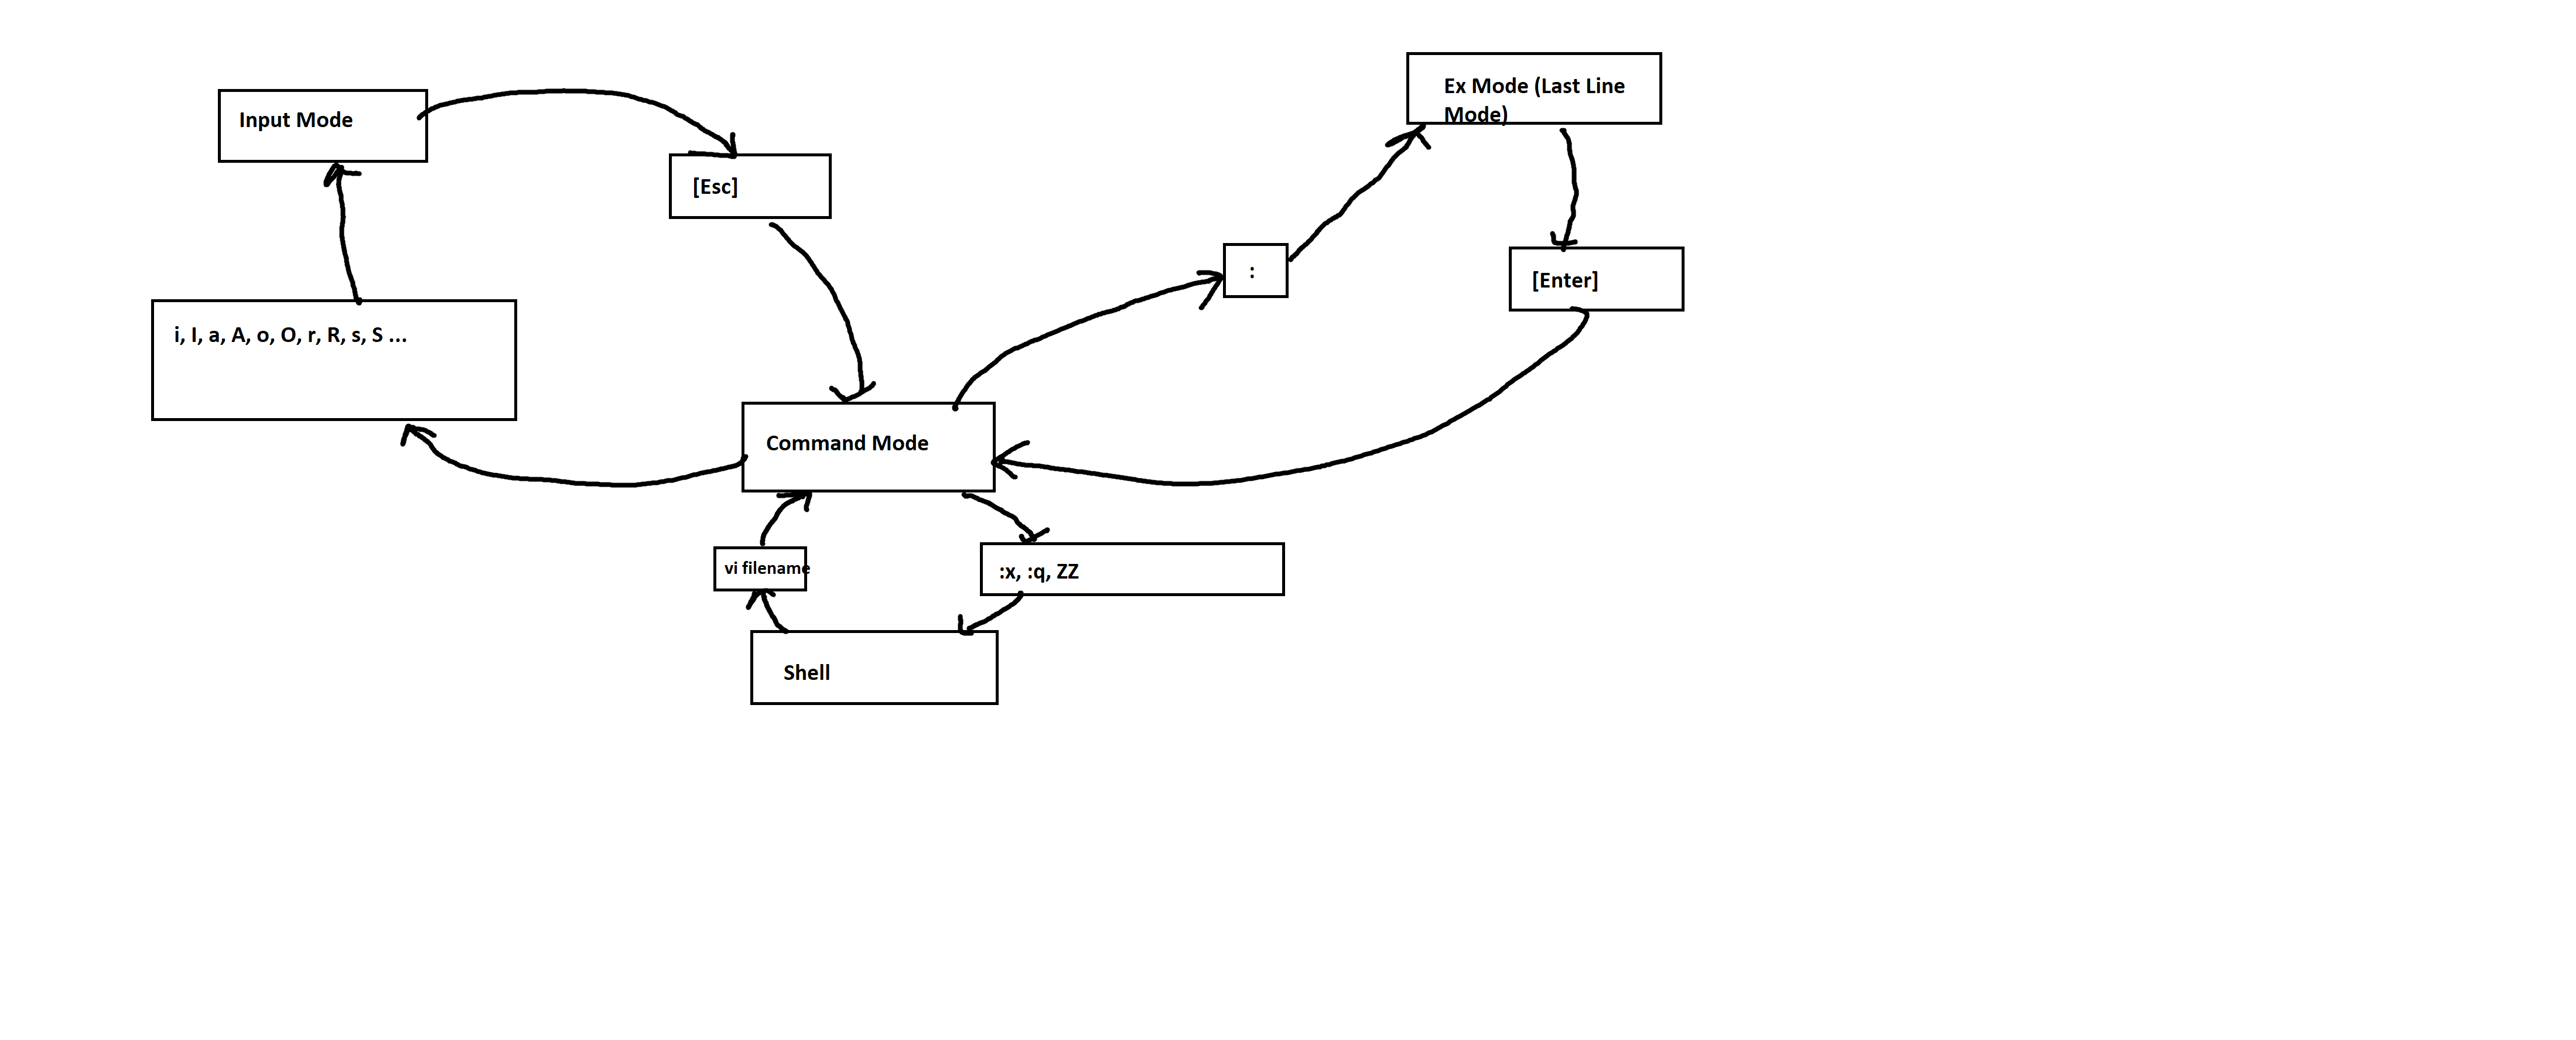 Ex Mode (Last Line
Mode)
Input Mode
[Esc]
:
[Enter]
i, I, a, A, o, O, r, R, s, S ...
Command Mode
vi filename
:x, :q, ZZ
Shell